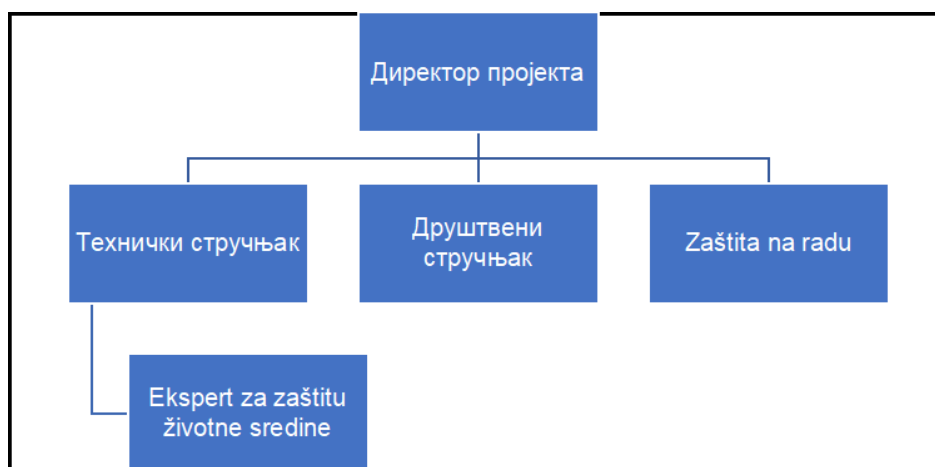 Директор пројекта
Технички стручњак
Друштвени
стручњак
Zaštita na radu
Ekspert za zaštitu
životne sredine